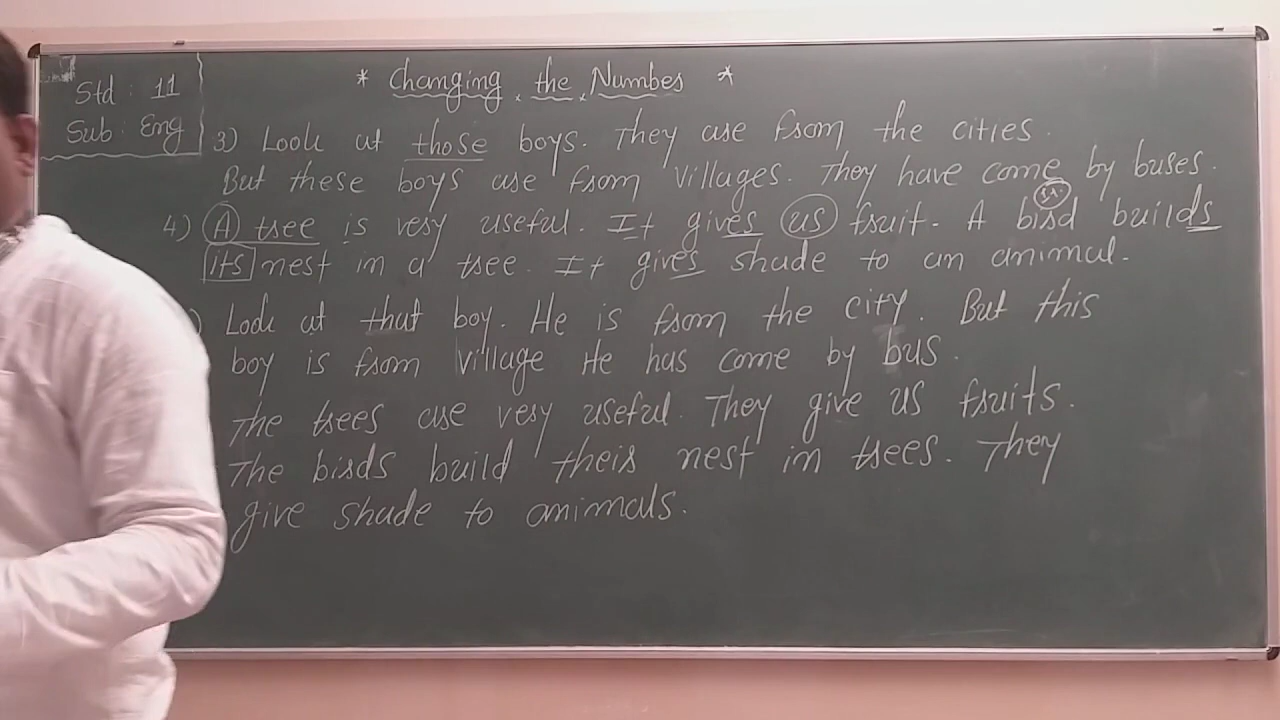 Std : 11
Sub : Eng
* Changing the Number *
3) Look at those boys. They are from the cities.
But these boys are from villages. They have come by buses.
4) A tree is very useful. It gives us fruit. A bird builds
its nest in a tree. It gives shade to an animal.
) Look at that boy. He is from the city. But this
boy is from village He has come by bus.
The trees are very useful. They give us fruits.
The birds build their nest in trees. They
give shade to animals.